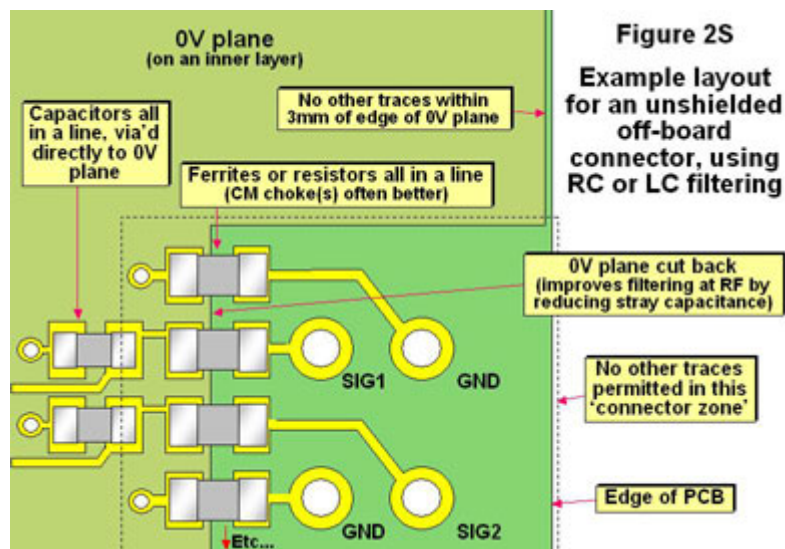 0V plane
(on an inner layer)
Figure 2S
Example layout
for an unshielded
off-board
connector, using
RC or LC filtering
No other traces within
3mm of edge of 0V plane
Capacitors all
in a line, via'd
directly to 0V
plane
Ferrites or resistors all in a line
(CM choke(s) often better)
0V plane cut back
(improves filtering at RF by
reducing stray capacitance)
No other traces
permitted in this
‘connector zone’
SIG1
GND
Edge of PCB
GND
SIG2
Etc...